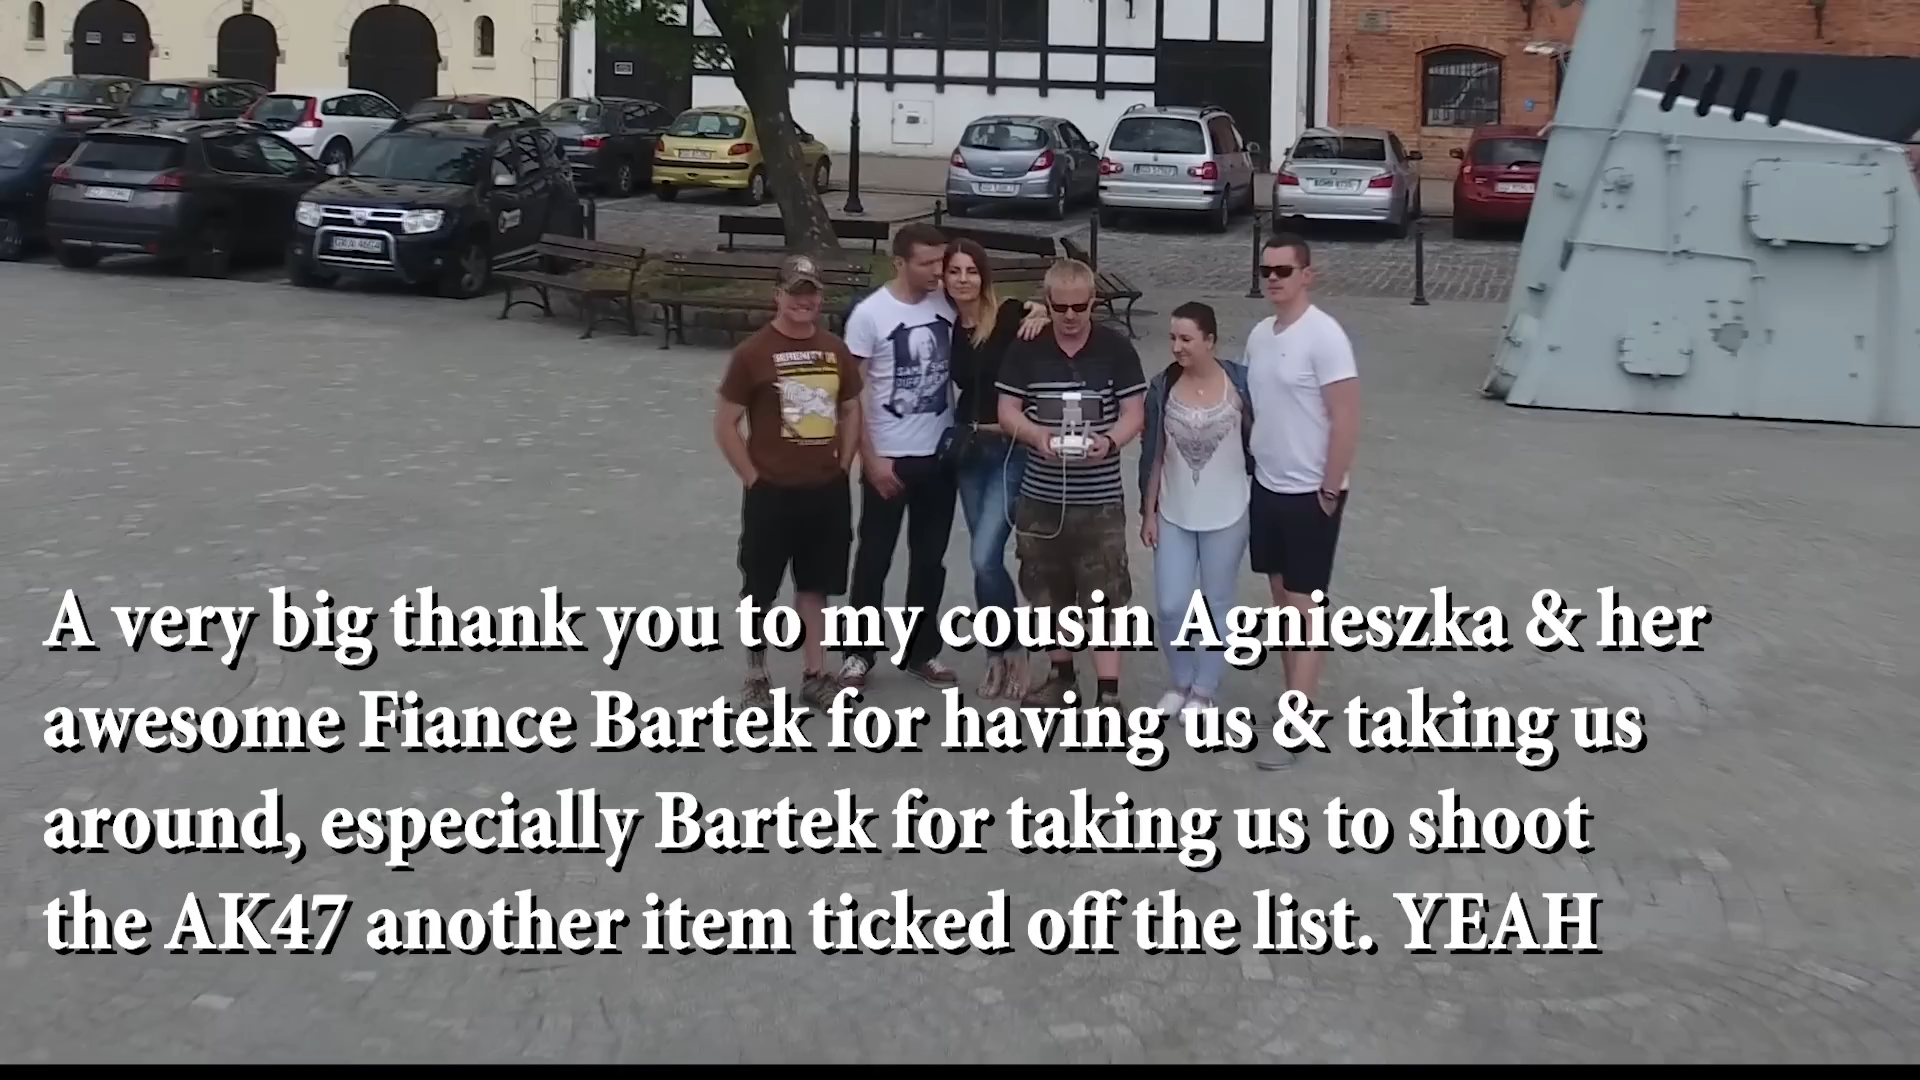 A very big thank you to my cousin Agnieszka & her
awesome Fiance Bartek for having us & taking us
around, especially Bartek for taking us to shoot
the AK47 another item ticked off the list. YEAH